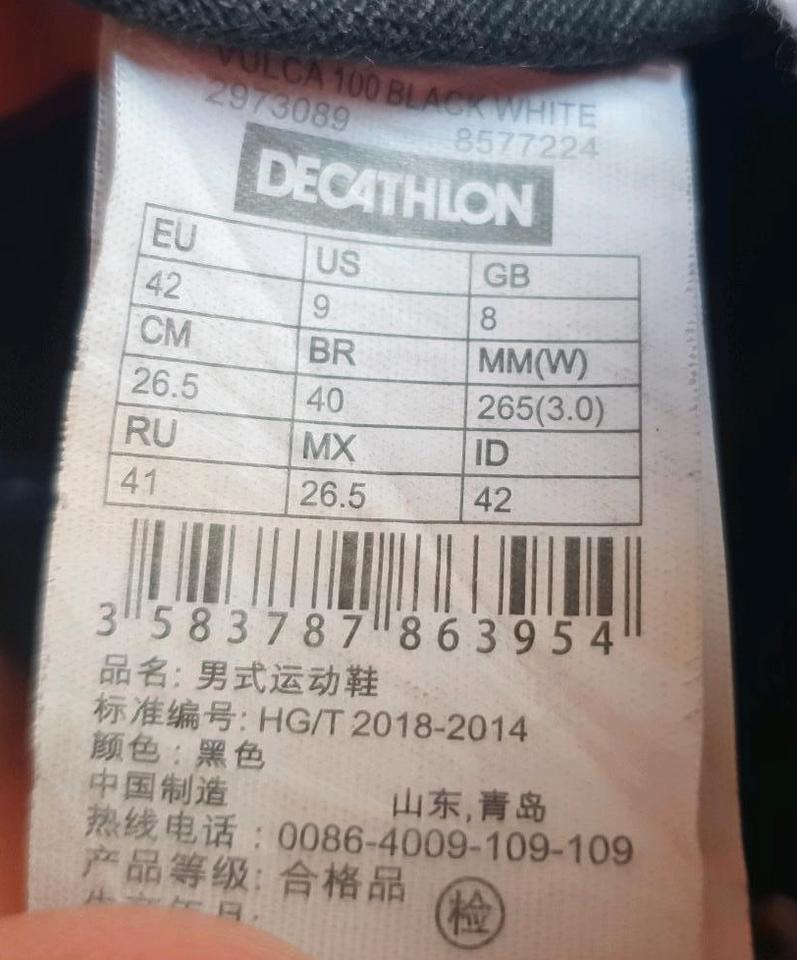 VULCA 100 BLACK WHITE
2973089 8577224
DECATHLON
EU US GB
42 9 8
CM BR MM(W)
26.5 40 265(3.0)
RU MX ID
41 26.5 42
3 583787 863954
品名: 男式运动鞋
标准编号: HG/T 2018-2014
颜色: 黑色
中国制造 山东,青岛
热线电话: 0086-4009-109-109
产品等级: 合格品 检